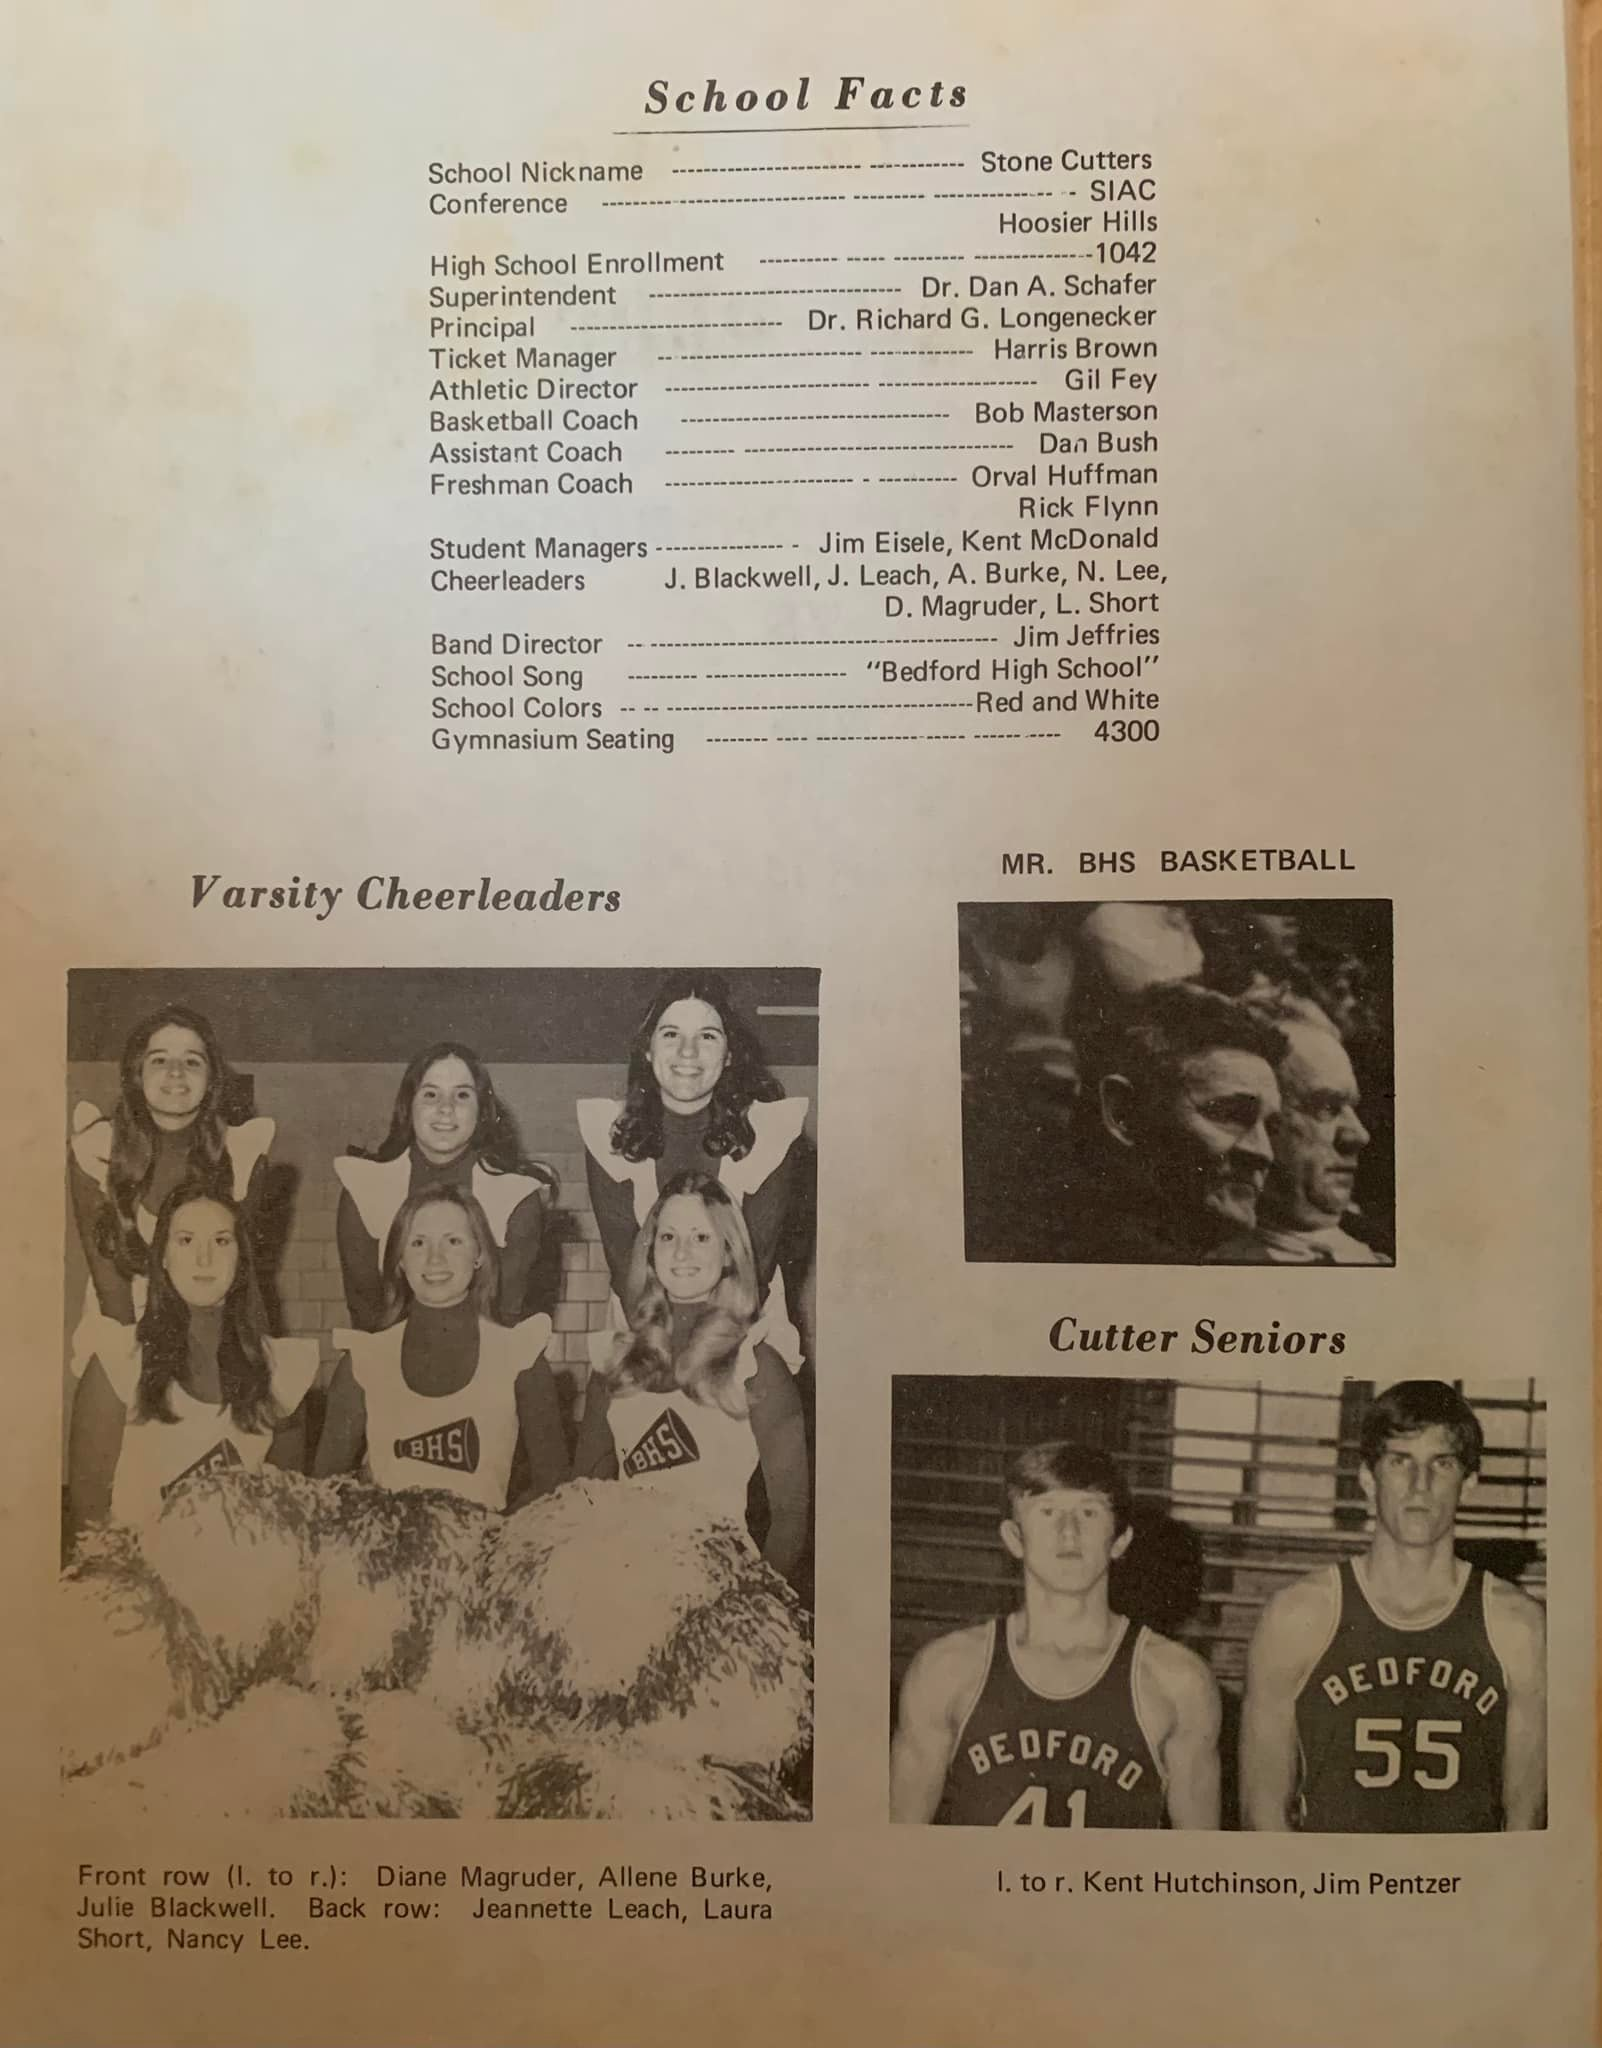 School Facts
School Nickname ---------------------- ------------ Stone Cutters
Conference --------- --------------------- --------- --------------- - SIAC
Hoosier Hills
High School Enrollment ---------- ----- --------- ---------------1042
Superintendent -------------------------------- Dr. Dan A. Schafer
Principal --------------------------- Dr. Richard G. Longenecker
Ticket Manager -- ---------------------- ------------- Harris Brown
Athletic Director -------------------------- -------------------- Gil Fey
Basketball Coach ---------------------------------- Bob Masterson
Assistant Coach --------- ---------------------------------- Dan Bush
Freshman Coach ------------------------ - ---------- Orval Huffman
Rick Flynn
Student Managers ---------------- - Jim Eisele, Kent McDonald
Cheerleaders J. Blackwell, J. Leach, A. Burke, N. Lee,
D. Magruder, L. Short
Band Director -- -------------------------------------------- Jim Jeffries
School Song --------- ------------------ "Bedford High School"
School Colors -- -- ---------------------------------------Red and White
Gymnasium Seating -------- ---- ------------------- ------- ---- 4300
MR. BHS BASKETBALL
Varsity Cheerleaders
BHS
BHS
Cutter Seniors
BEDFORD
55
BEDFORD
41
Front row (l. to r.): Diane Magruder, Allene Burke,
Julie Blackwell. Back row: Jeannette Leach, Laura
Short, Nancy Lee.
l. to r. Kent Hutchinson, Jim Pentzer